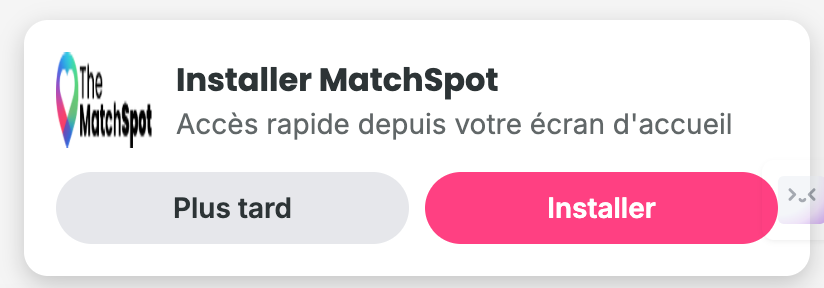 The
MatchSpot
Installer MatchSpot
Accès rapide depuis votre écran d'accueil
Plus tard
Installer